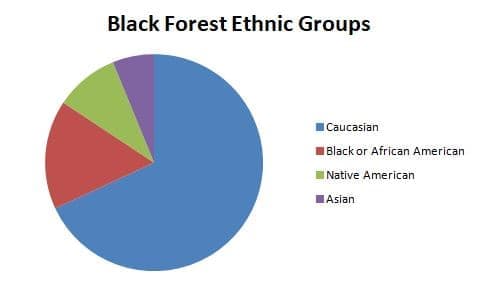 Black Forest Ethnic Groups
Caucasian
Black or African American
Native American
Asian